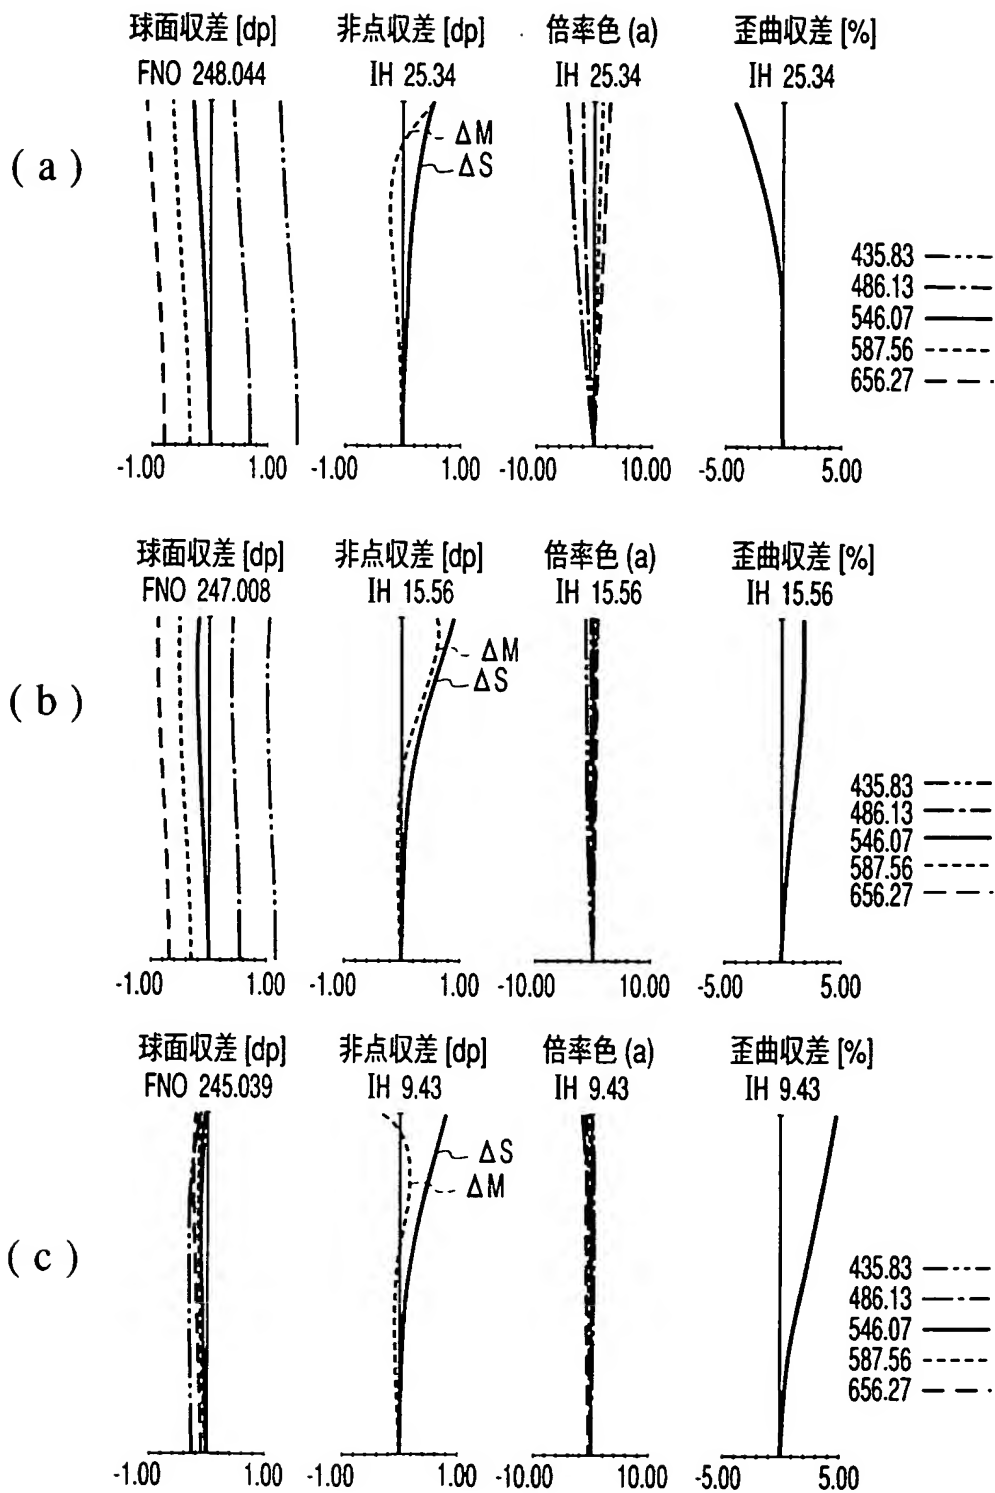 球面収差 [dp] 非点収差 [dp] 倍率色 (a) 歪曲収差 [%]
FNO 248.044 IH 25.34 IH 25.34 IH 25.34
(a)
ΔM
ΔS
435.83
486.13
546.07
587.56
656.27
-1.00 1.00 -1.00 1.00 -10.00 10.00 -5.00 5.00
球面収差 [dp] 非点収差 [dp] 倍率色 (a) 歪曲収差 [%]
FNO 247.008 IH 15.56 IH 15.56 IH 15.56
(b)
ΔM
ΔS
435.83
486.13
546.07
587.56
656.27
-1.00 1.00 -1.00 1.00 -10.00 10.00 -5.00 5.00
球面収差 [dp] 非点収差 [dp] 倍率色 (a) 歪曲収差 [%]
FNO 245.039 IH 9.43 IH 9.43 IH 9.43
(c)
ΔS
ΔM
435.83
486.13
546.07
587.56
656.27
-1.00 1.00 -1.00 1.00 -10.00 10.00 -5.00 5.00